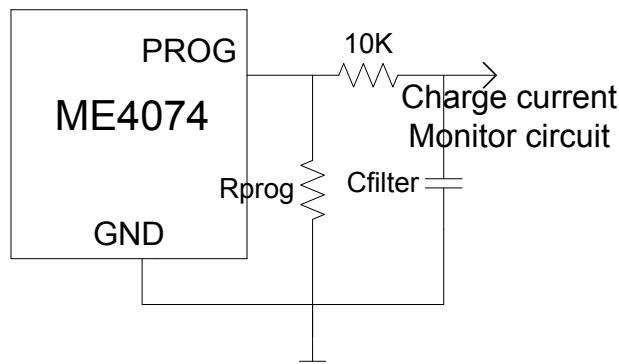 PROG
10K
Charge current
Monitor circuit
ME4074
Rprog
Cfilter
GND